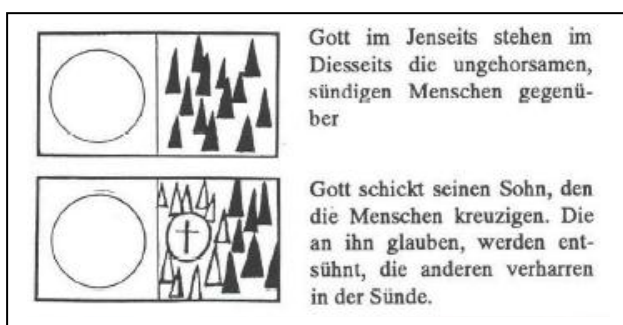 Gott im Jenseits stehen im
Diesseits die ungehorsamen,
sündigen Menschen gegenü-
ber
Gott schickt seinen Sohn, den
die Menschen kreuzigen. Die
an ihn glauben, werden ent-
sühnt, die anderen verharren
in der Sünde.